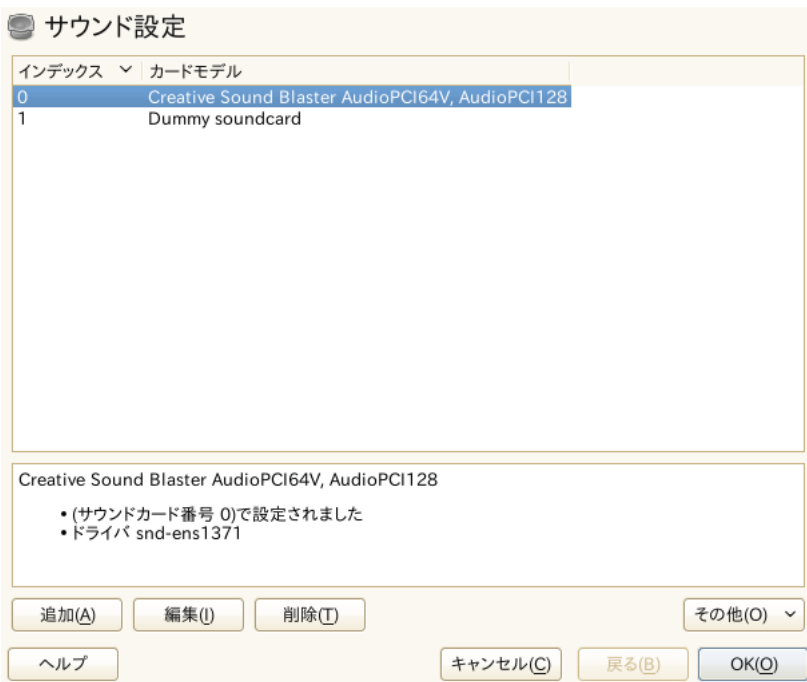 サウンド設定
インデックス カードモデル
0 Creative Sound Blaster AudioPCI64V, AudioPCI128
1 Dummy soundcard
Creative Sound Blaster AudioPCI64V, AudioPCI128
• (サウンドカード番号 0)で設定されました
• ドライバ snd-ens1371
追加(A) 編集(I) 削除(T) その他(O)
ヘルプ キャンセル(C) 戻る(B) OK(O)